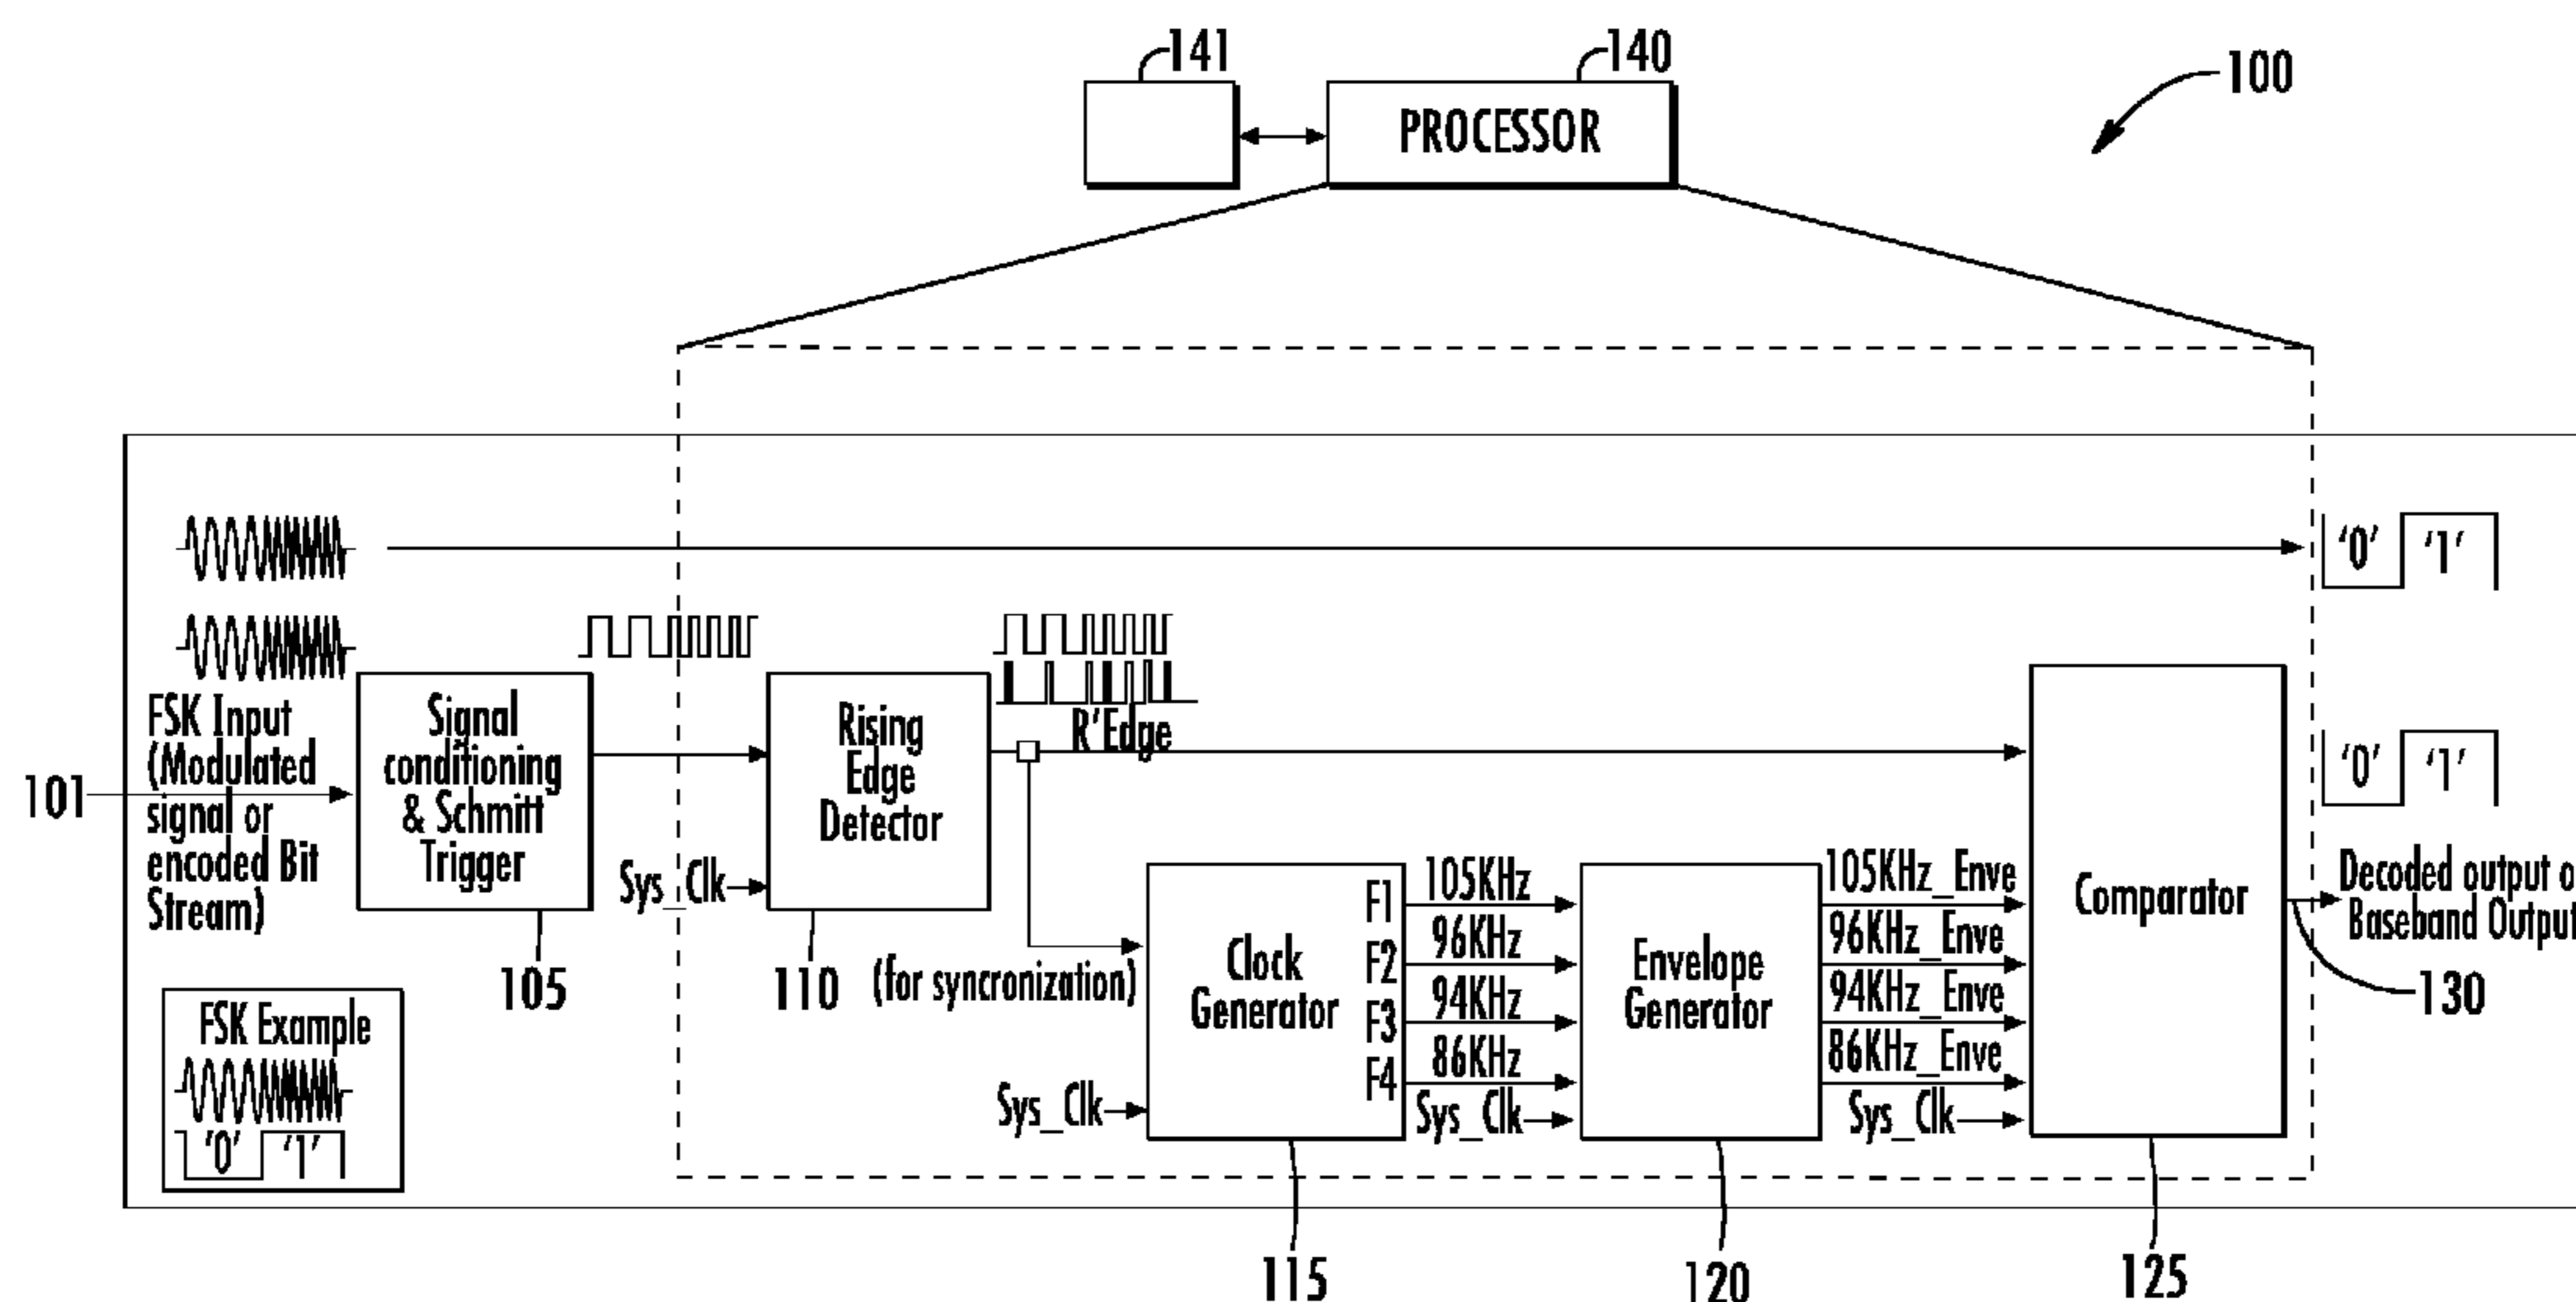 141
140
100
PROCESSOR
'0' '1'
FSK Input
(Modulated
signal or
encoded Bit
Stream)
101
Signal
conditioning
& Schmitt
Trigger
105
Sys_Clk
Rising
Edge
Detector
110
R'Edge
(for syncronization)
Sys_Clk
Clock
Generator
F1
F2
F3
F4
115
105KHz
96KHz
94KHz
86KHz
Sys_Clk
Envelope
Generator
120
105KHz_Enve
96KHz_Enve
94KHz_Enve
86KHz_Enve
Sys_Clk
Comparator
125
'0' '1'
Decoded output o
Baseband Output
130
FSK Example
'0' '1'